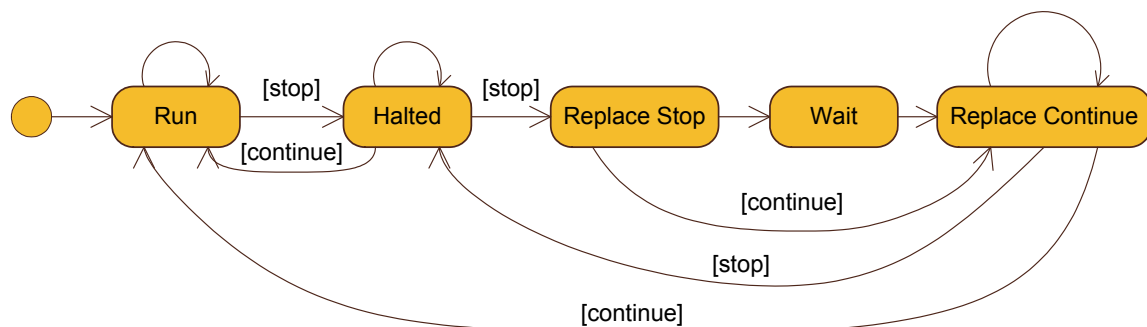 [stop]
[stop]
Run
Halted
Replace Stop
Wait
Replace Continue
[continue]
[continue]
[stop]
[continue]